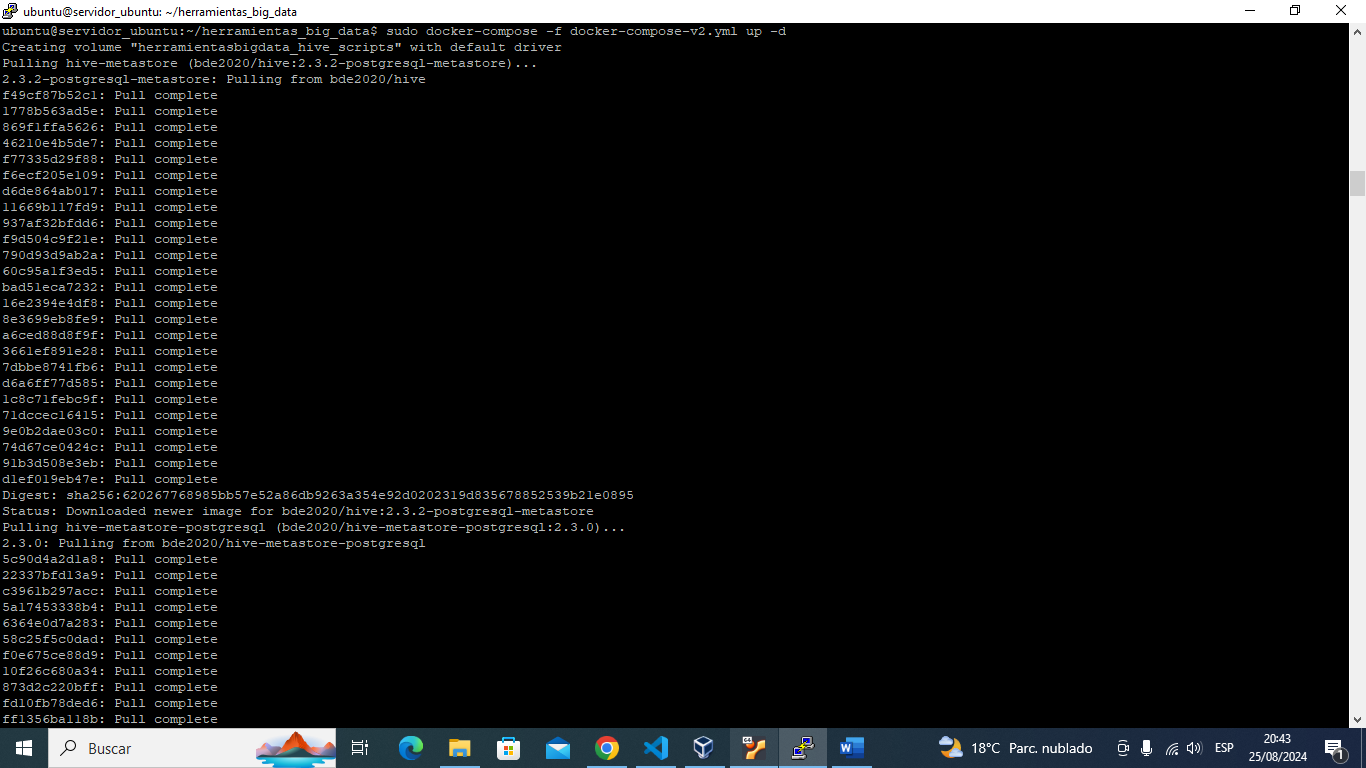 ubuntu@servidor_ubuntu: ~/herramientas_big_data
ubuntu@servidor_ubuntu:~/herramientas_big_data$ sudo docker-compose -f docker-compose-v2.yml up -d
Creating volume "herramientasbigdata_hive_scripts" with default driver
Pulling hive-metastore (bde2020/hive:2.3.2-postgresql-metastore)...
2.3.2-postgresql-metastore: Pulling from bde2020/hive
f49cf87b52c1: Pull complete
1778b563ad5e: Pull complete
869f1ffa5626: Pull complete
46210e4b5de7: Pull complete
f77335d29f88: Pull complete
f6ecf205e109: Pull complete
d6de864ab017: Pull complete
11669b117fd9: Pull complete
937af32bfdd6: Pull complete
f9d504c9f21e: Pull complete
790d93d9ab2a: Pull complete
60c95a1f3ed5: Pull complete
bad51eca7232: Pull complete
16e2394e4df8: Pull complete
8e3699eb8fe9: Pull complete
a6ced88d8f9f: Pull complete
3661ef891e28: Pull complete
7dbbe8741fb6: Pull complete
d6a6ff77d585: Pull complete
1c8c71febc9f: Pull complete
71dccec16415: Pull complete
9e0b2dae03c0: Pull complete
74d67ce0424c: Pull complete
91b3d508e3eb: Pull complete
d1ef019eb47e: Pull complete
Digest: sha256:620267768985bb57e52a86db9263a354e92d0202319d835678852539b21e0895
Status: Downloaded newer image for bde2020/hive:2.3.2-postgresql-metastore
Pulling hive-metastore-postgresql (bde2020/hive-metastore-postgresql:2.3.0)...
2.3.0: Pulling from bde2020/hive-metastore-postgresql
5c90d4a2d1a8: Pull complete
22337bfd13a9: Pull complete
c3961b297acc: Pull complete
5a17453338b4: Pull complete
6364e0d7a283: Pull complete
58c25f5c0dad: Pull complete
f0e675ce88d9: Pull complete
10f26c680a34: Pull complete
873d2c220bff: Pull complete
fd10fb78ded6: Pull complete
ff1356ba118b: Pull complete
Buscar
64
18°C Parc. nublado
ESP
20:43
25/08/2024
1